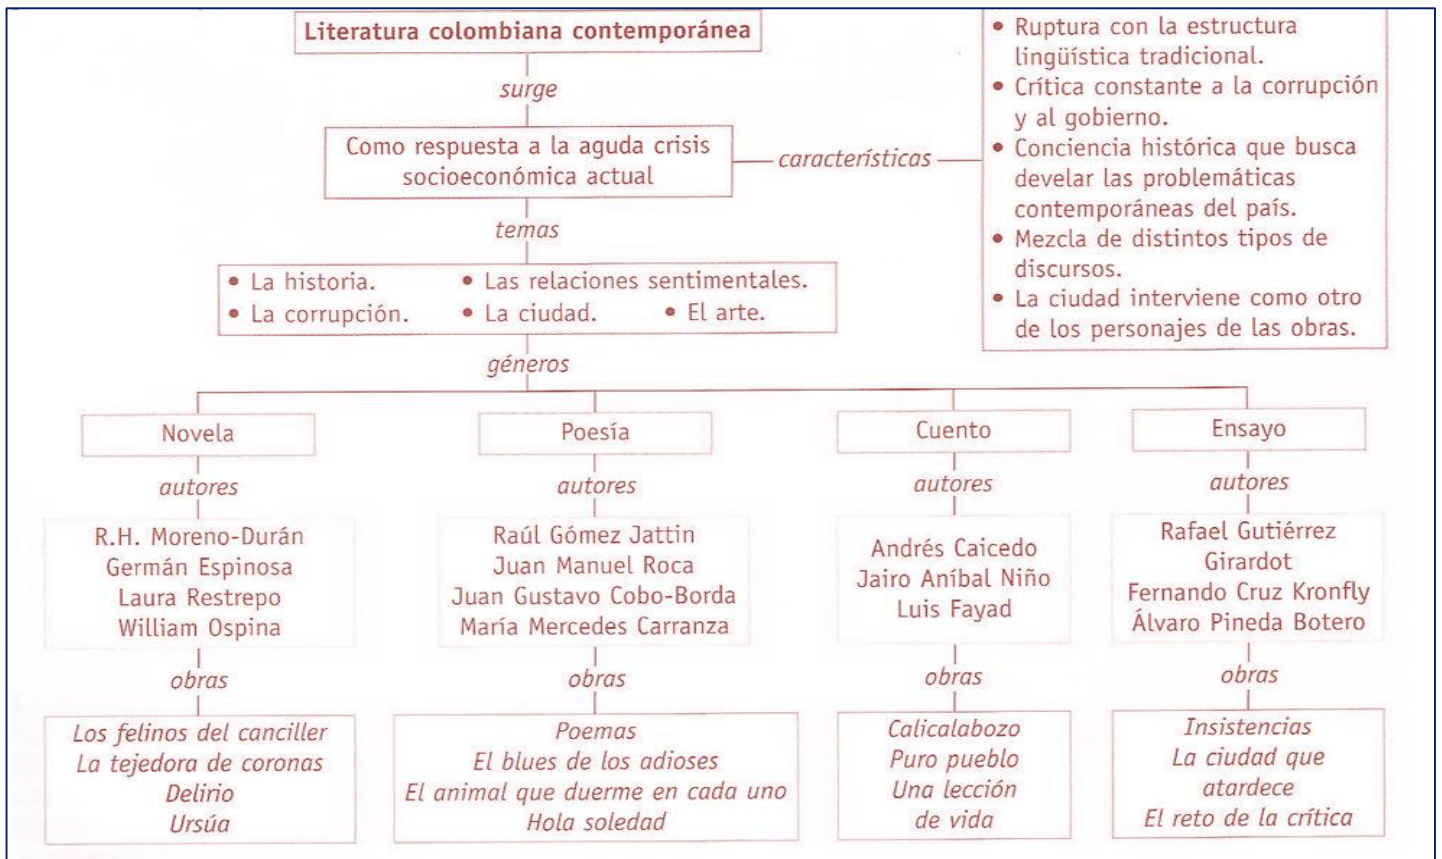 Literatura colombiana contemporánea
surge
Como respuesta a la aguda crisis
socioeconómica actual
características
• Ruptura con la estructura
lingüística tradicional.
• Crítica constante a la corrupción
y al gobierno.
• Conciencia histórica que busca
develar las problemáticas
contemporáneas del país.
• Mezcla de distintos tipos de
discursos.
• La ciudad interviene como otro
de los personajes de las obras.
temas
• La historia. • Las relaciones sentimentales.
• La corrupción. • La ciudad. • El arte.
géneros
Novela
autores
R.H. Moreno-Durán
Germán Espinosa
Laura Restrepo
William Ospina
obras
Los felinos del canciller
La tejedora de coronas
Delirio
Ursúa
Poesía
autores
Raúl Gómez Jattin
Juan Manuel Roca
Juan Gustavo Cobo-Borda
María Mercedes Carranza
obras
Poemas
El blues de los adioses
El animal que duerme en cada uno
Hola soledad
Cuento
autores
Andrés Caicedo
Jairo Aníbal Niño
Luis Fayad
obras
Calicalabozo
Puro pueblo
Una lección
de vida
Ensayo
autores
Rafael Gutiérrez
Girardot
Fernando Cruz Kronfly
Álvaro Pineda Botero
obras
Insistencias
La ciudad que
atardece
El reto de la crítica